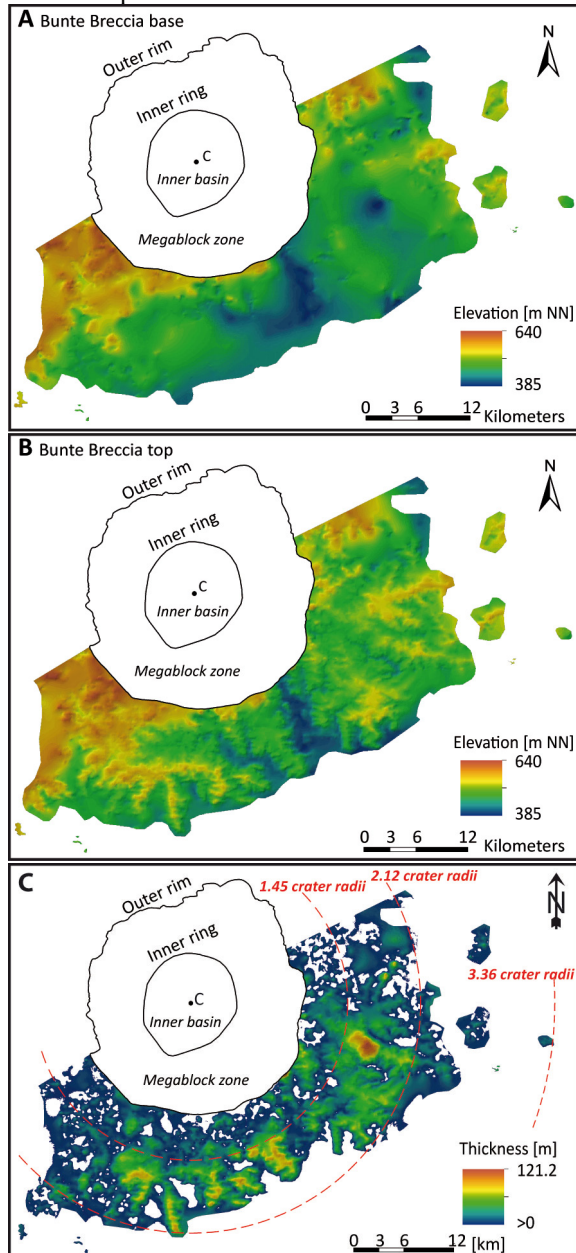 A Bunte Breccia base
Outer rim
N
Inner ring
C
Inner basin
Megablock zone
Elevation [m NN]
640
385
0 3 6 9 12
Kilometers
B Bunte Breccia top
Outer rim
N
Inner ring
C
Inner basin
Megablock zone
Elevation [m NN]
640
385
0 3 6 9 12
Kilometers
C
2.12 crater radii
1.45 crater radii
Outer rim
N
Inner ring
3.36 crater radii
C
Inner basin
Megablock zone
Thickness [m]
121.2
>0
0 3 6 9 12
[km]